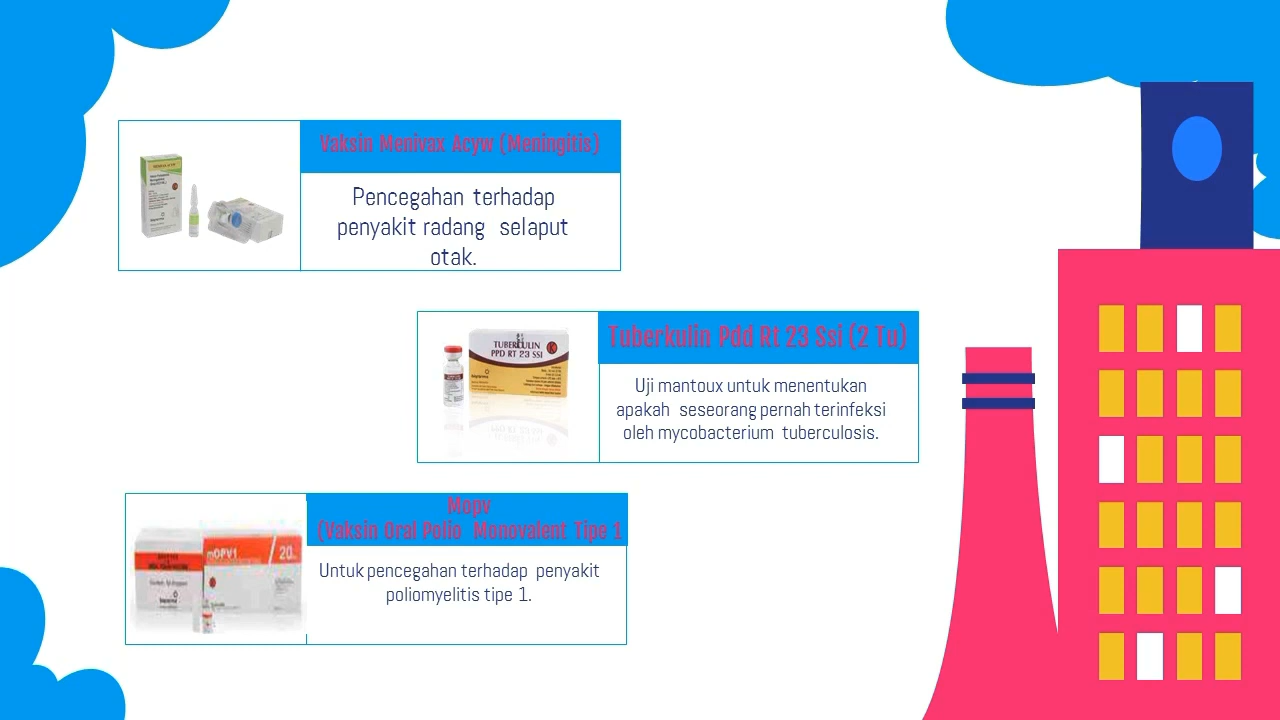 Vaksin Menivax Acyw (Meningitis)
Pencegahan terhadap
penyakit radang selaput
otak.
Tuberkulin Pdd Rt 23 Ssi (2 Tu)
TUBERKULIN
PPD RT 23 SSI
Uji mantoux untuk menentukan
apakah seseorang pernah terinfeksi
oleh mycobacterium tuberculosis.
Mopv
(Vaksin Oral Polio Monovalent Tipe 1
mOPV1
20
Untuk pencegahan terhadap penyakit
poliomyelitis tipe 1.